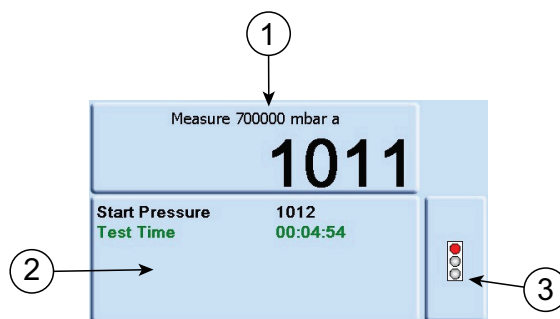 1
Measure 700000 mbar a
1011
Start Pressure 1012
Test Time 00:04:54
2
3